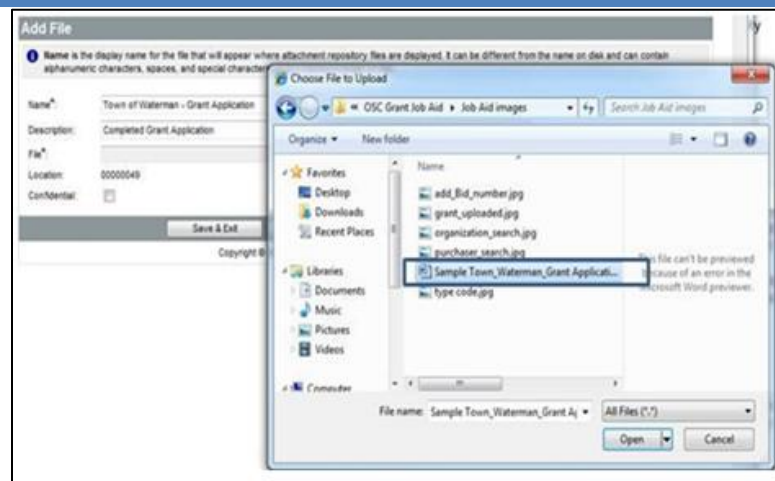 Add File
Name is the display name for the file that will appear where attachment repository files are displayed. It can be different from the name on disk and can contain
alphanumeric characters, spaces, and special character
Name*: Town of Waterman - Grant Application
Description: Completed Grant Application
File*:
Location: 00000049
Confidential:
Save & Exit
Copyright ©
Choose File to Upload
« OSC Grant Job Aid ▸ Job Aid images
Search Job Aid images
Organize
New folder
Favorites
Desktop
Downloads
Recent Places
Libraries
Documents
Music
Pictures
Videos
Computer
Name
add_Bid_number.jpg
grant_uploaded.jpg
organization_search.jpg
purchaser_search.jpg
Sample Town_Waterman_Grant Applicati...
type code.jpg
file can't be previewed
because of an error in the
Microsoft Word previewer.
File name: Sample Town_Waterman_Grant Aj
All Files (*.*)
Open
Cancel